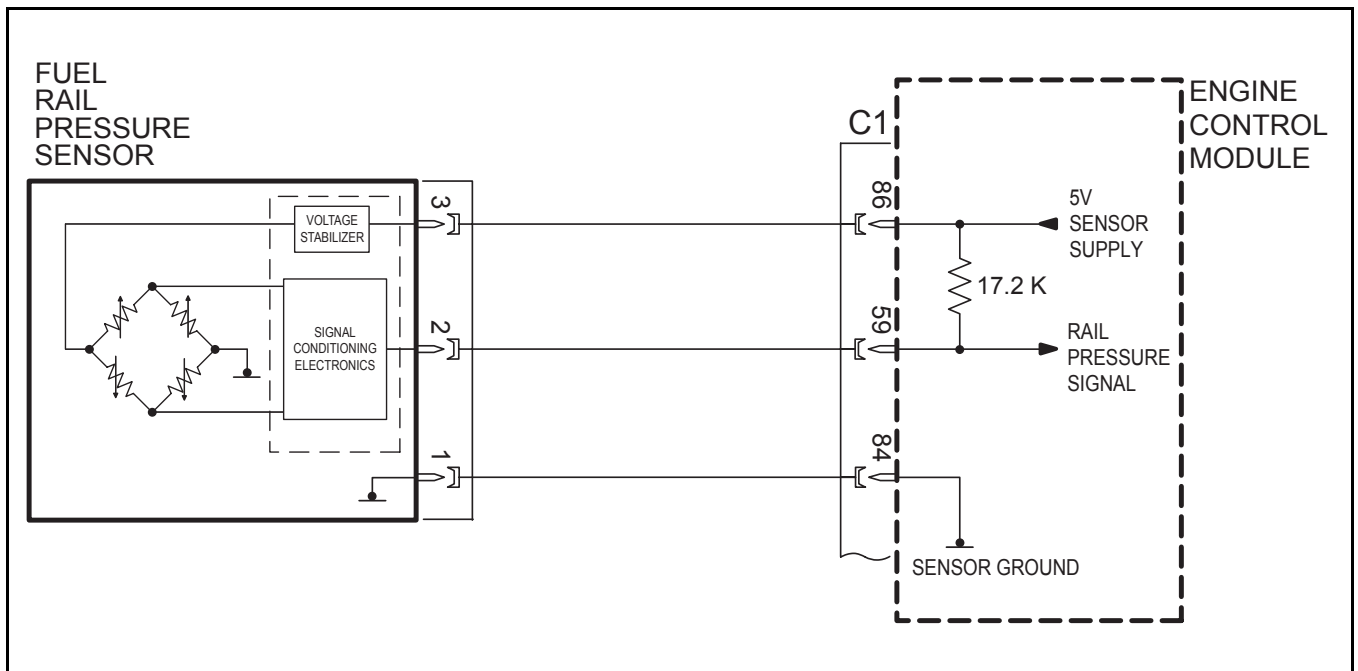 FUEL
RAIL
PRESSURE
SENSOR
VOLTAGE
STABILIZER
SIGNAL
CONDITIONING
ELECTRONICS
3
2
1
C1
86
59
84
ENGINE
CONTROL
MODULE
5V
SENSOR
SUPPLY
17.2 K
RAIL
PRESSURE
SIGNAL
SENSOR GROUND